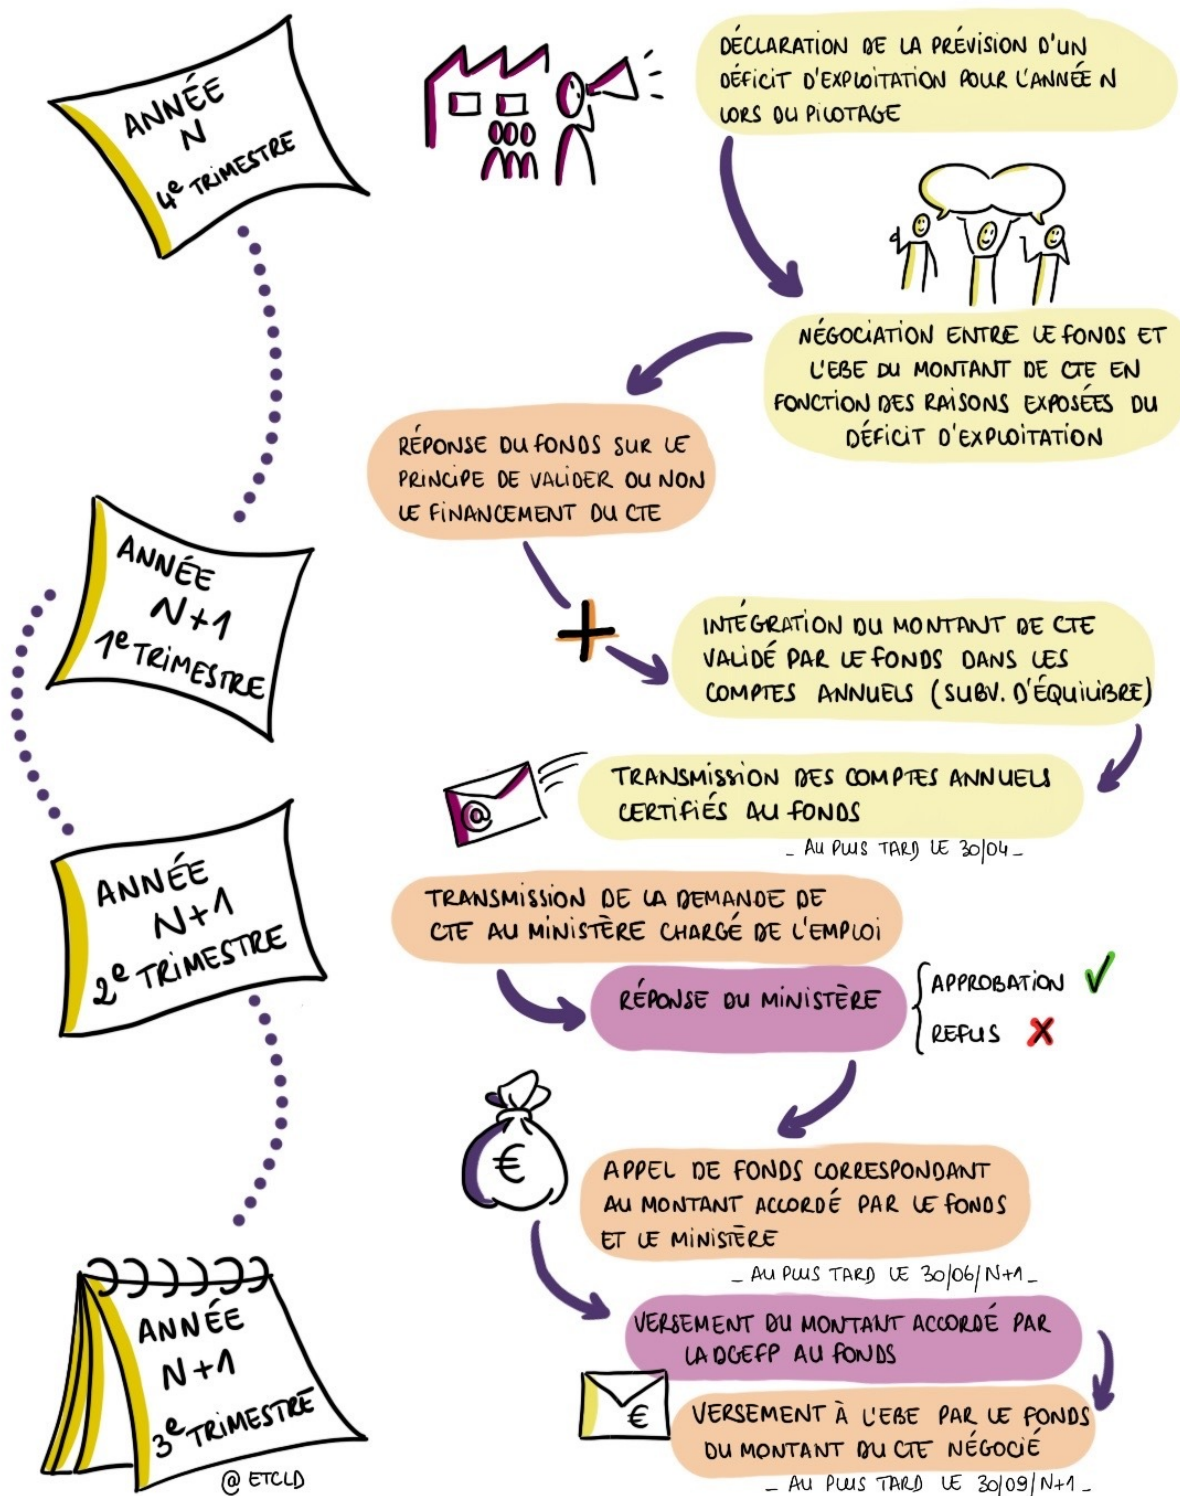 ANNÉE
N
4e TRIMESTRE
DÉCLARATION DE LA PRÉVISION D'UN
DÉFICIT D'EXPLOITATION POUR L'ANNÉE N
LORS DU PILOTAGE
NÉGOCIATION ENTRE LE FONDS ET
L'EBE DU MONTANT DE CTE EN
FONCTION DES RAISONS EXPOSÉES DU
DÉFICIT D'EXPLOITATION
RÉPONSE DU FONDS SUR LE
PRINCIPE DE VALIDER OU NON
LE FINANCEMENT DU CTE
ANNÉE
N+1
1e TRIMESTRE
INTÉGRATION DU MONTANT DE CTE
VALIDÉ PAR LE FONDS DANS LES
COMPTES ANNUELS (SUBV. D'ÉQUILIBRE)
@
TRANSMISSION DES COMPTES ANNUELS
CERTIFIÉS AU FONDS
_ AU PLUS TARD LE 30/04 _
ANNÉE
N+1
2e TRIMESTRE
TRANSMISSION DE LA DEMANDE DE
CTE AU MINISTÈRE CHARGÉ DE L'EMPLOI
RÉPONSE DU MINISTÈRE
APPROBATION
REFUS
€
APPEL DE FONDS CORRESPONDANT
AU MONTANT ACCORDÉ PAR LE FONDS
ET LE MINISTÈRE
_ AU PLUS TARD LE 30/06/N+1 _
ANNÉE
N+1
3e TRIMESTRE
VERSEMENT DU MONTANT ACCORDÉ PAR
LA DGEFP AU FONDS
€
VERSEMENT À L'EBE PAR LE FONDS
DU MONTANT DU CTE NÉGOCIÉ
_ AU PLUS TARD LE 30/09/N+1 _
@ ETCLD